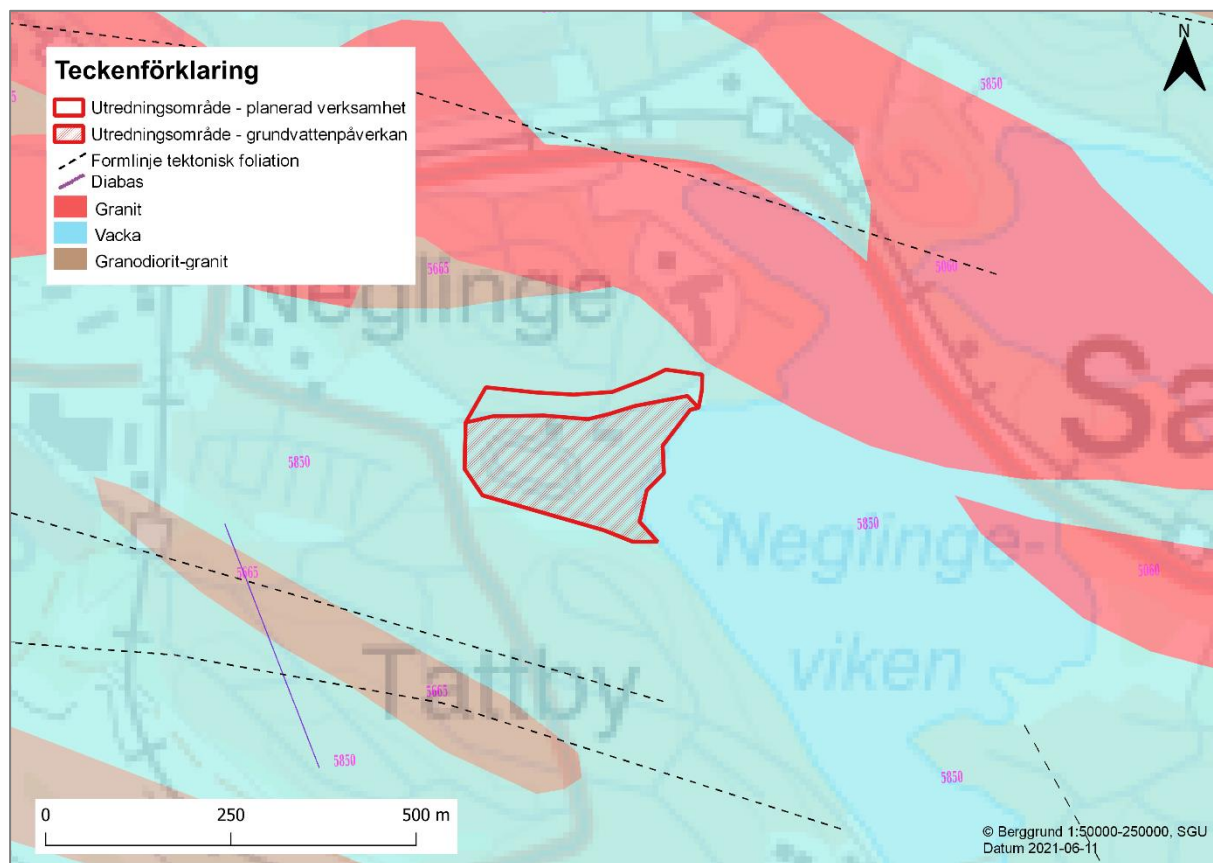 N
Teckenförklaring
Utredningsområde - planerad verksamhet
Utredningsområde - grundvattenpåverkan
Formlinje tektonisk foliation
Diabas
Granit
Vacka
Granodiorit-granit
5850
5665
5060
Neglinge
Sa
5850
5850
Neglinge-
viken
5060
5665
Tattby
5665
5850
5850
0
250
500 m
© Berggrund 1:50000-250000, SGU
Datum 2021-06-11